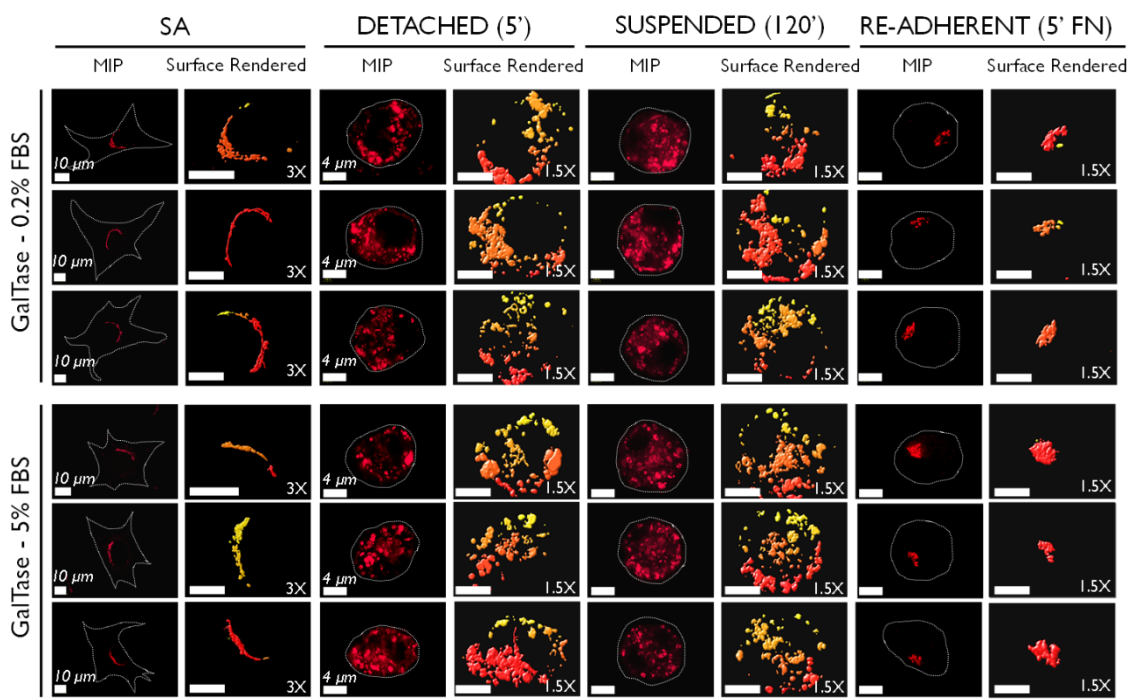 SA DETACHED (5') SUSPENDED (120') RE-ADHERENT (5' FN)
MIP Surface Rendered MIP Surface Rendered MIP Surface Rendered MIP Surface Rendered
GalTase - 0.2% FBS
10 µm 3X 4 µm 1.5X 1.5X 1.5X
10 µm 3X 4 µm 1.5X 1.5X 1.5X
10 µm 3X 4 µm 1.5X 1.5X 1.5X
GalTase - 5% FBS
10 µm 3X 4 µm 1.5X 1.5X 1.5X
10 µm 3X 4 µm 1.5X 1.5X 1.5X
10 µm 3X 4 µm 1.5X 1.5X 1.5X